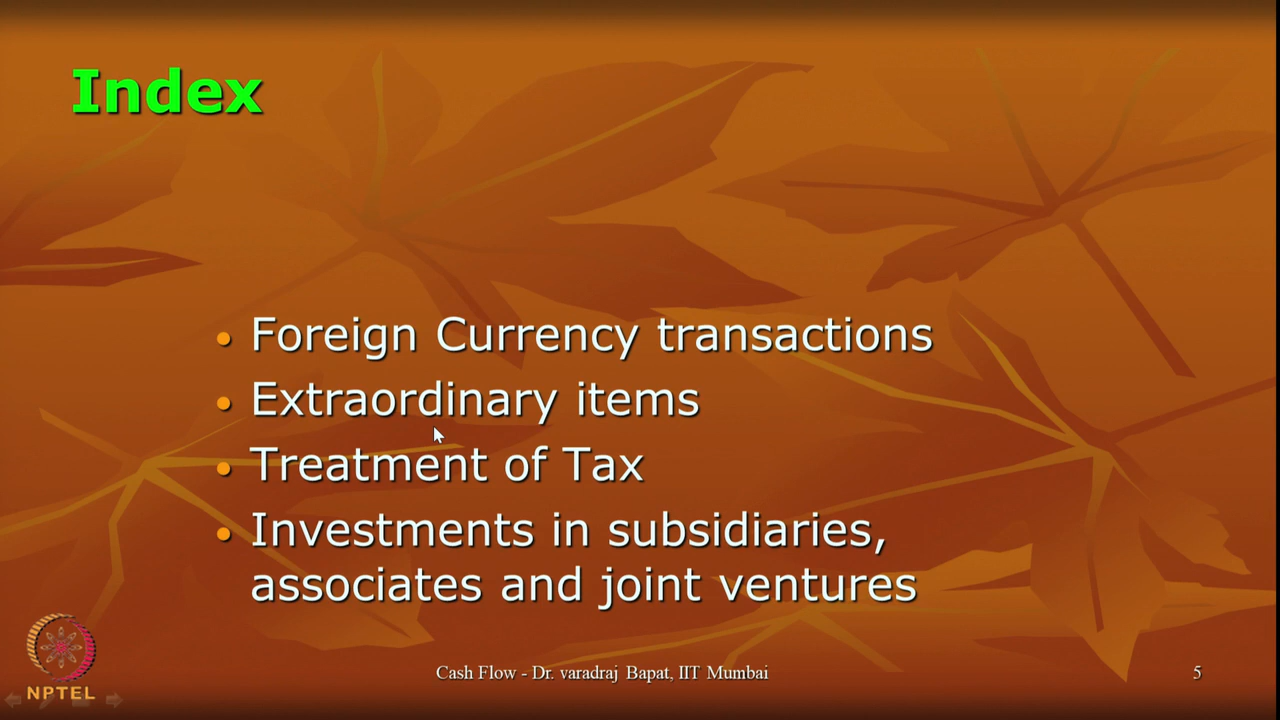 Index
• Foreign Currency transactions
• Extraordinary items
• Treatment of Tax
• Investments in subsidiaries,
associates and joint ventures
NPTEL
Cash Flow - Dr. varadraj Bapat, IIT Mumbai
5